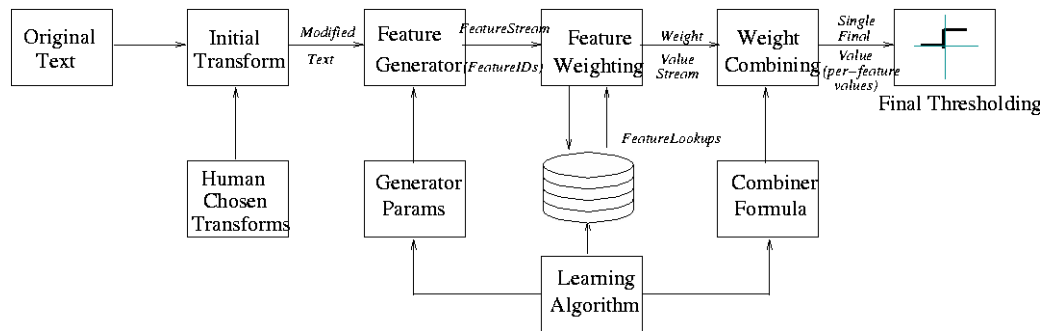 Original
Text
Initial
Transform
Modified
Text
Feature
Generator
FeatureStream
(FeatureIDs)
Feature
Weighting
Weight
Value
Stream
Weight
Combining
Single
Final
Value
(per-feature
values)
Final Thresholding
FeatureLookups
Human
Chosen
Transforms
Generator
Params
Combiner
Formula
Learning
Algorithm